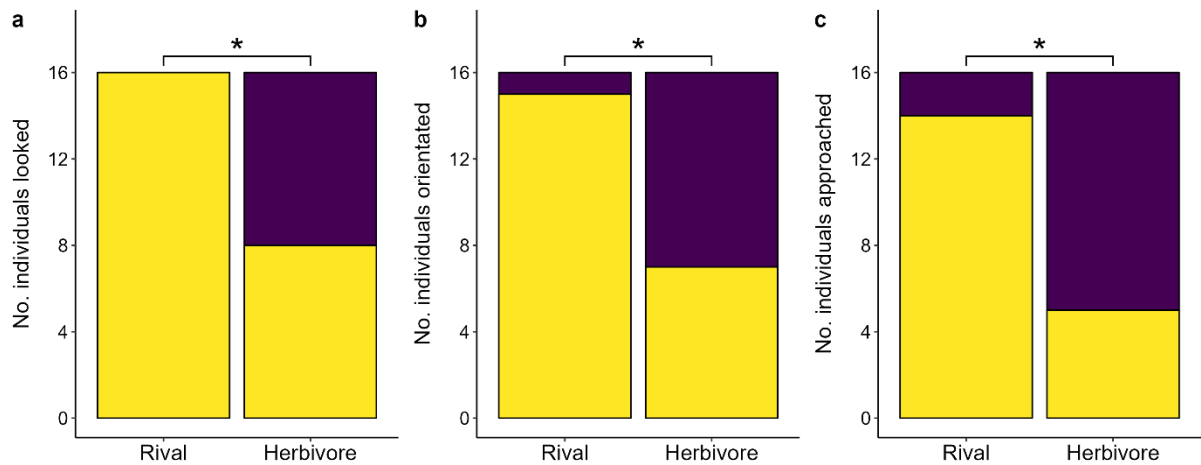 a
*
No. individuals looked
16
12
8
4
0
Rival Herbivore
b
*
No. individuals orientated
16
12
8
4
0
Rival Herbivore
c
*
No. individuals approached
16
12
8
4
0
Rival Herbivore